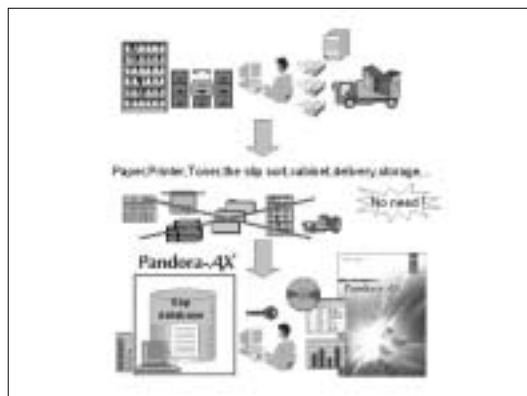 Paper,Printer,Toner,the slip sort,cabinet,delivery,storage,...
No need!
Pandora-AX
Slip
database
Pandora-AX